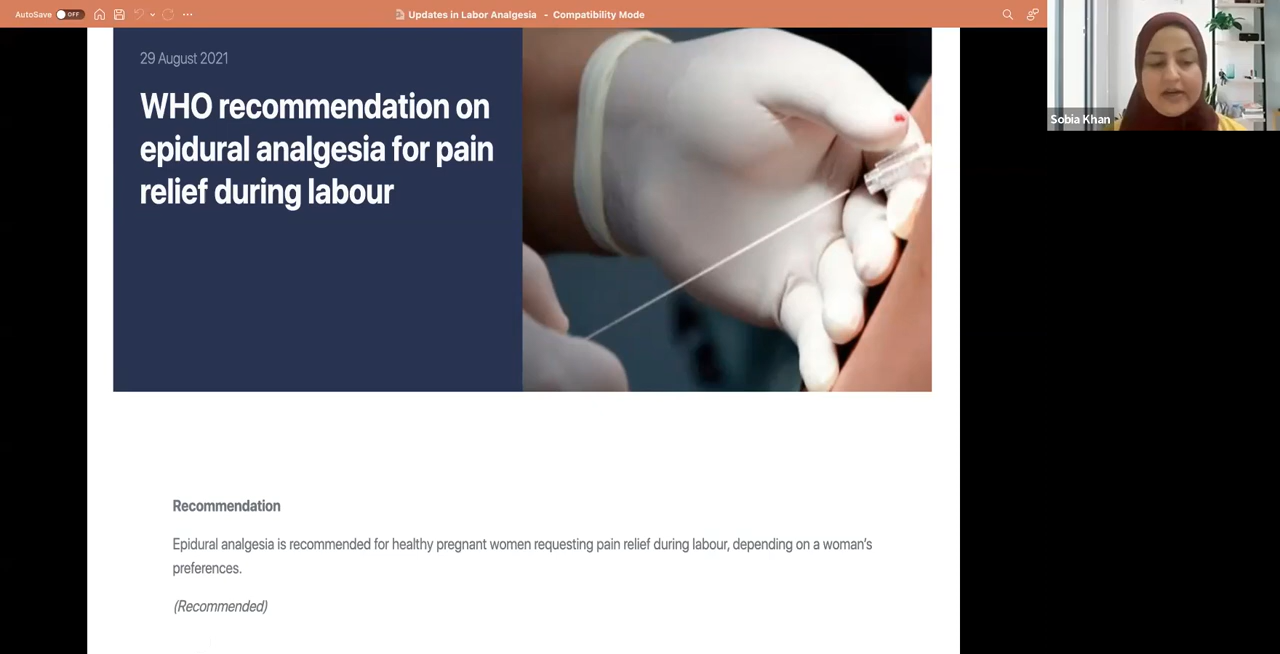 AutoSave OFF
Updates in Labor Analgesia - Compatibility Mode
29 August 2021
WHO recommendation on
epidural analgesia for pain
relief during labour
Sobia Khan
Recommendation
Epidural analgesia is recommended for healthy pregnant women requesting pain relief during labour, depending on a woman’s
preferences.
(Recommended)